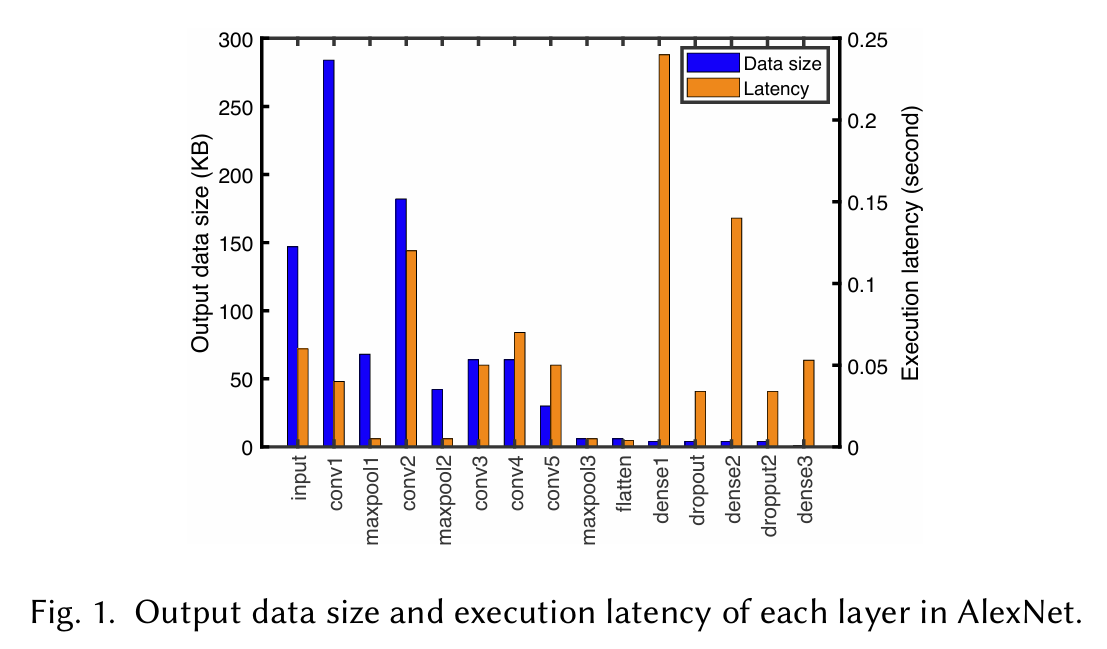 300
250
200
150
100
50
0
Output data size (KB)
0.25
0.2
0.15
0.1
0.05
0
Execution latency (second)
Data size
Latency
input
conv1
maxpool1
conv2
maxpool2
conv3
conv4
conv5
maxpool3
flatten
dense1
dropout
dense2
dropput2
dense3
Fig. 1. Output data size and execution latency of each layer in AlexNet.